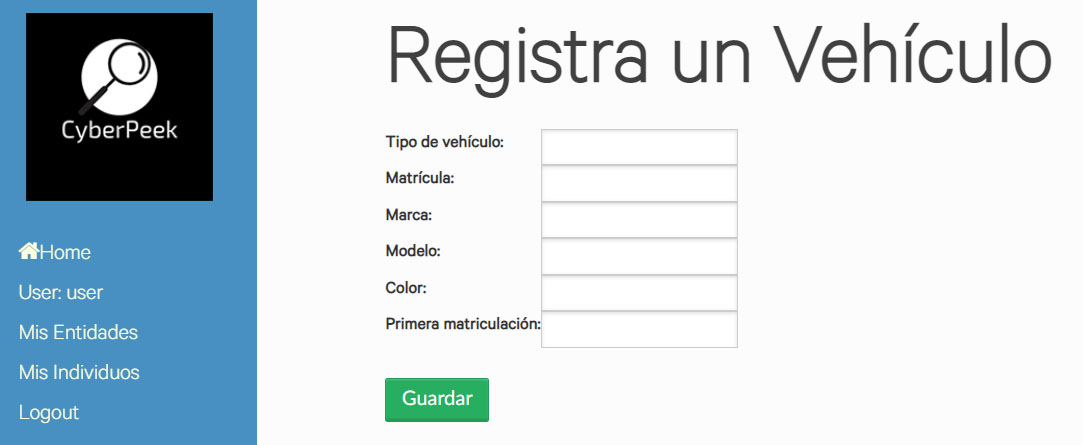 CyberPeek
Home
User: user
Mis Entidades
Mis Individuos
Logout
Registra un Vehículo
Tipo de vehículo:
Matrícula:
Marca:
Modelo:
Color:
Primera matriculación:
Guardar